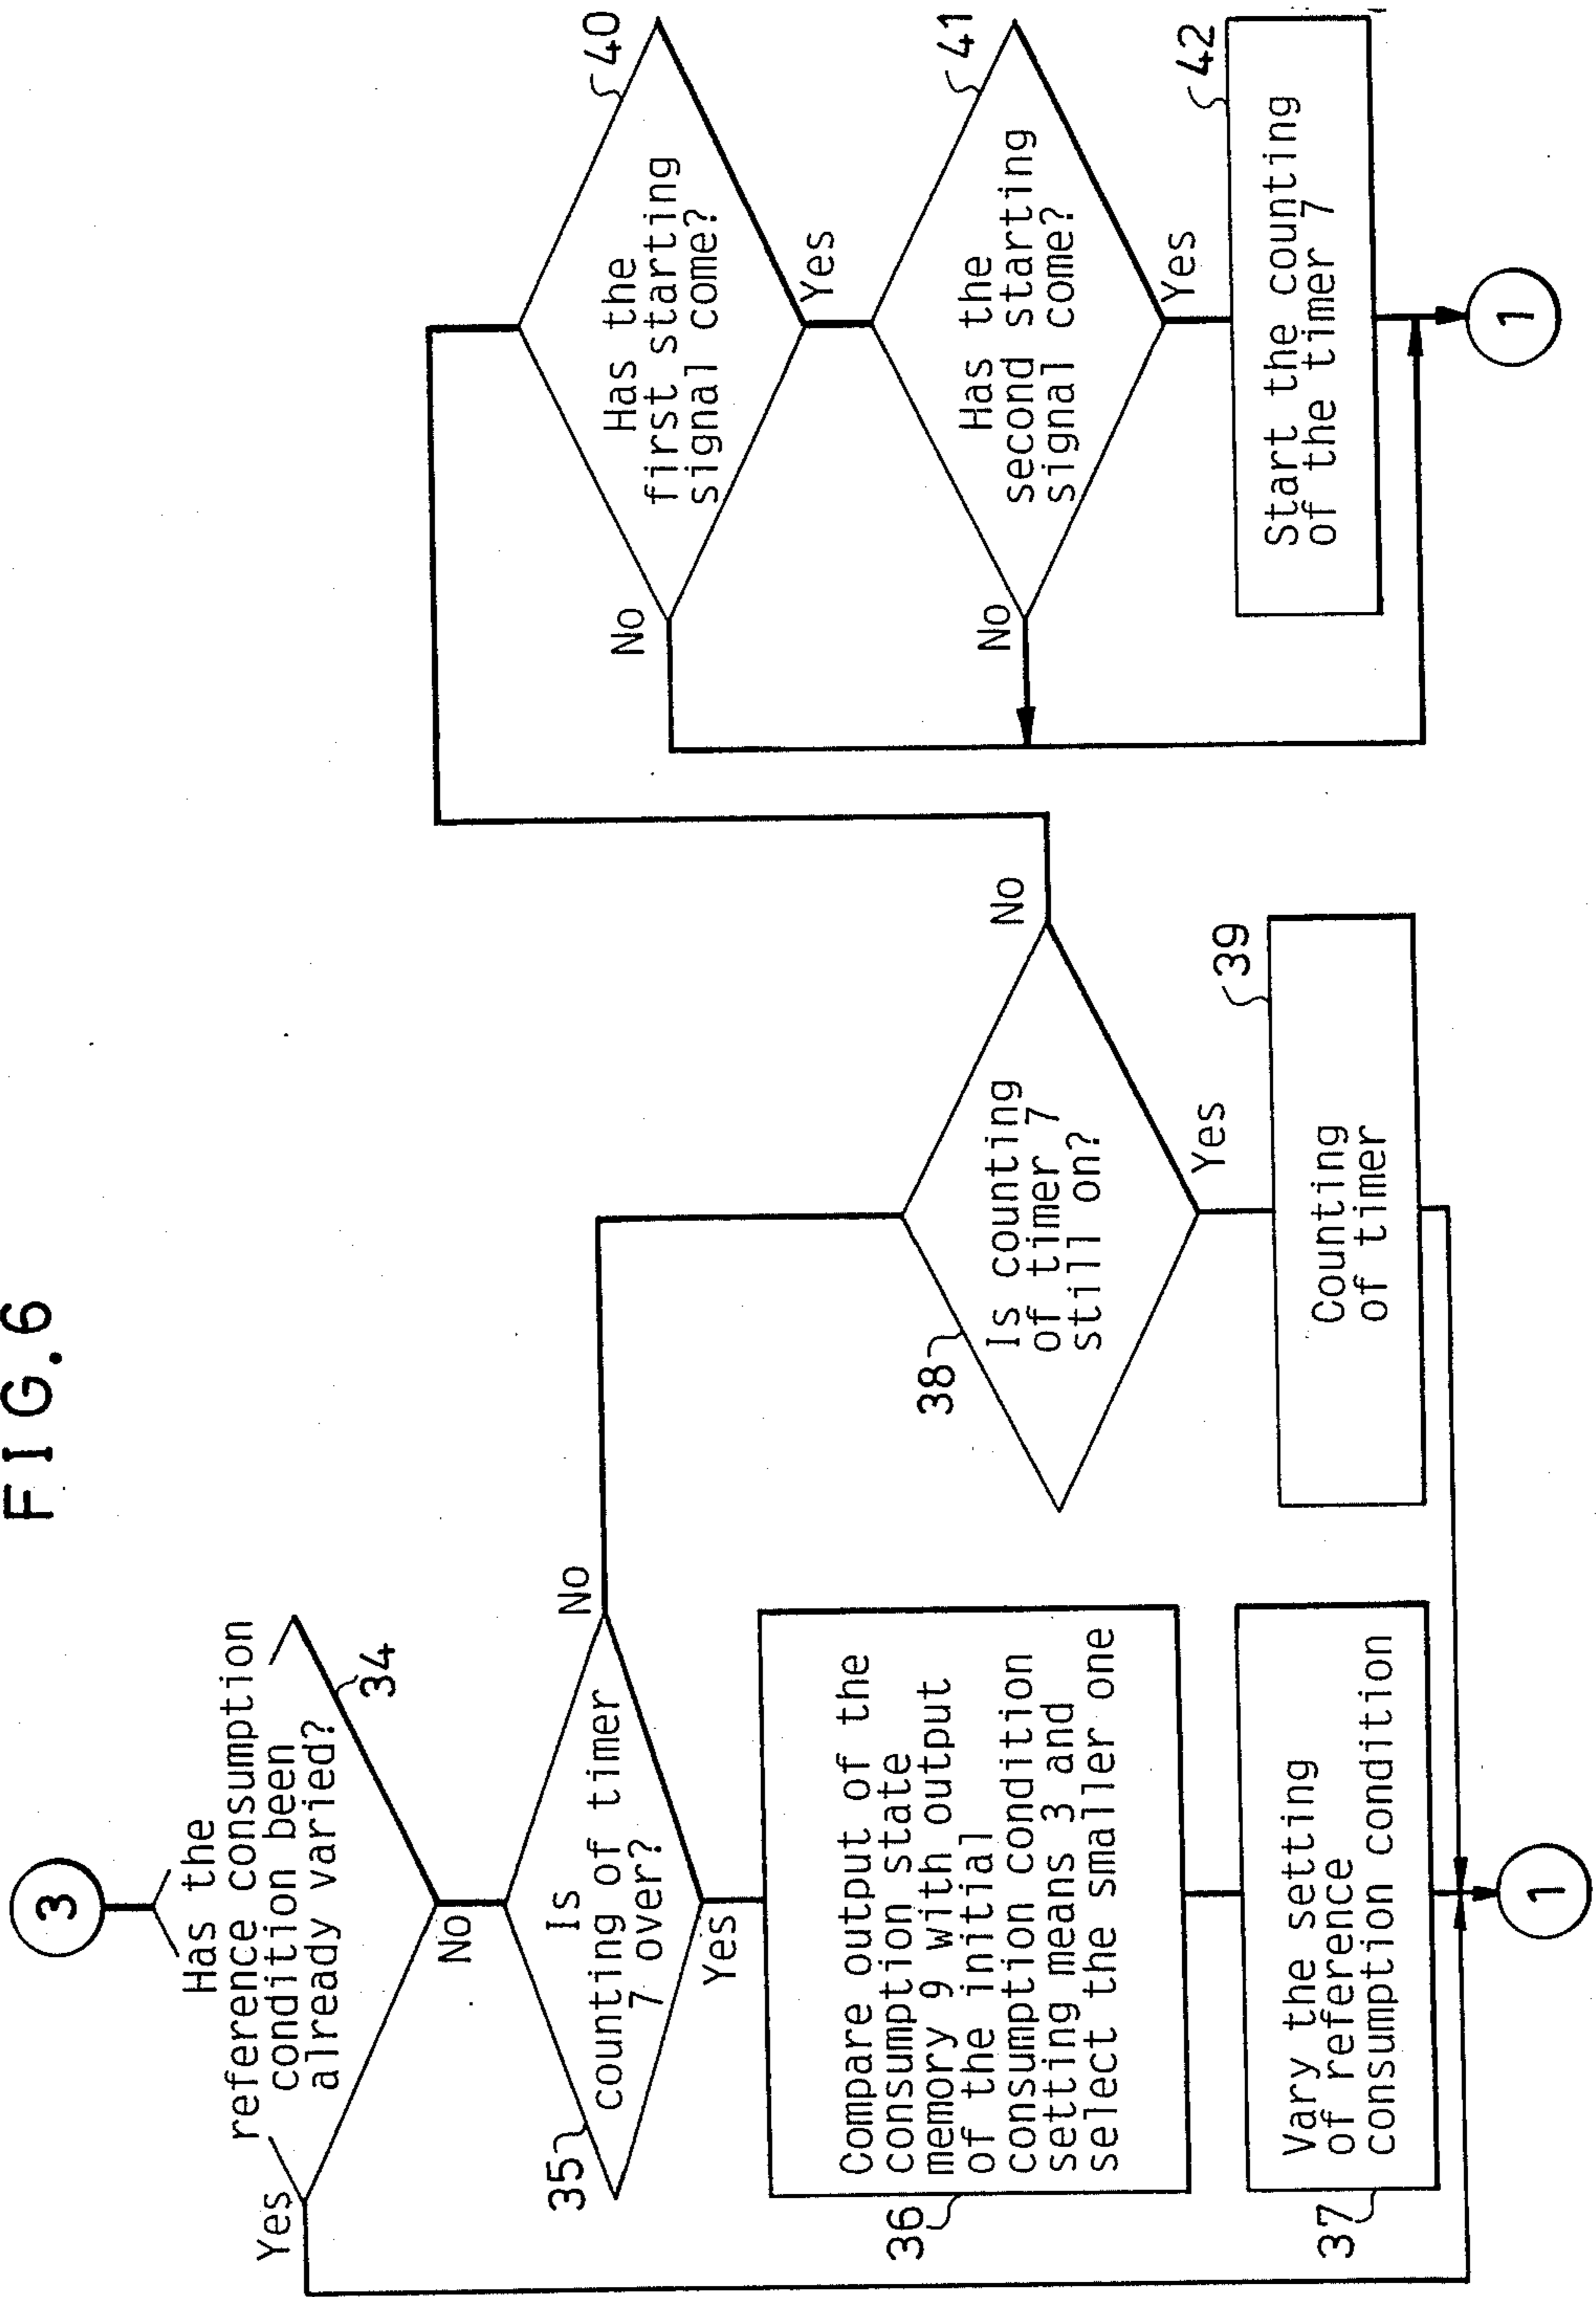 FIG.6
3
Has the
reference consumption
condition been
already varied?
34
Yes
No
Is
counting of timer
7 over?
35
No
Yes
Compare output of the
consumption state
memory 9 with output
of the initial
consumption condition
setting means 3 and
select the smaller one
36
Vary the setting
of reference
consumption condition
37
1
Is counting
of timer 7
still on?
38
No
Yes
Counting
of timer
39
Has the
first starting
signal come?
40
No
Yes
Has the
second starting
signal come?
41
No
Yes
Start the counting
of the timer 7
42
1